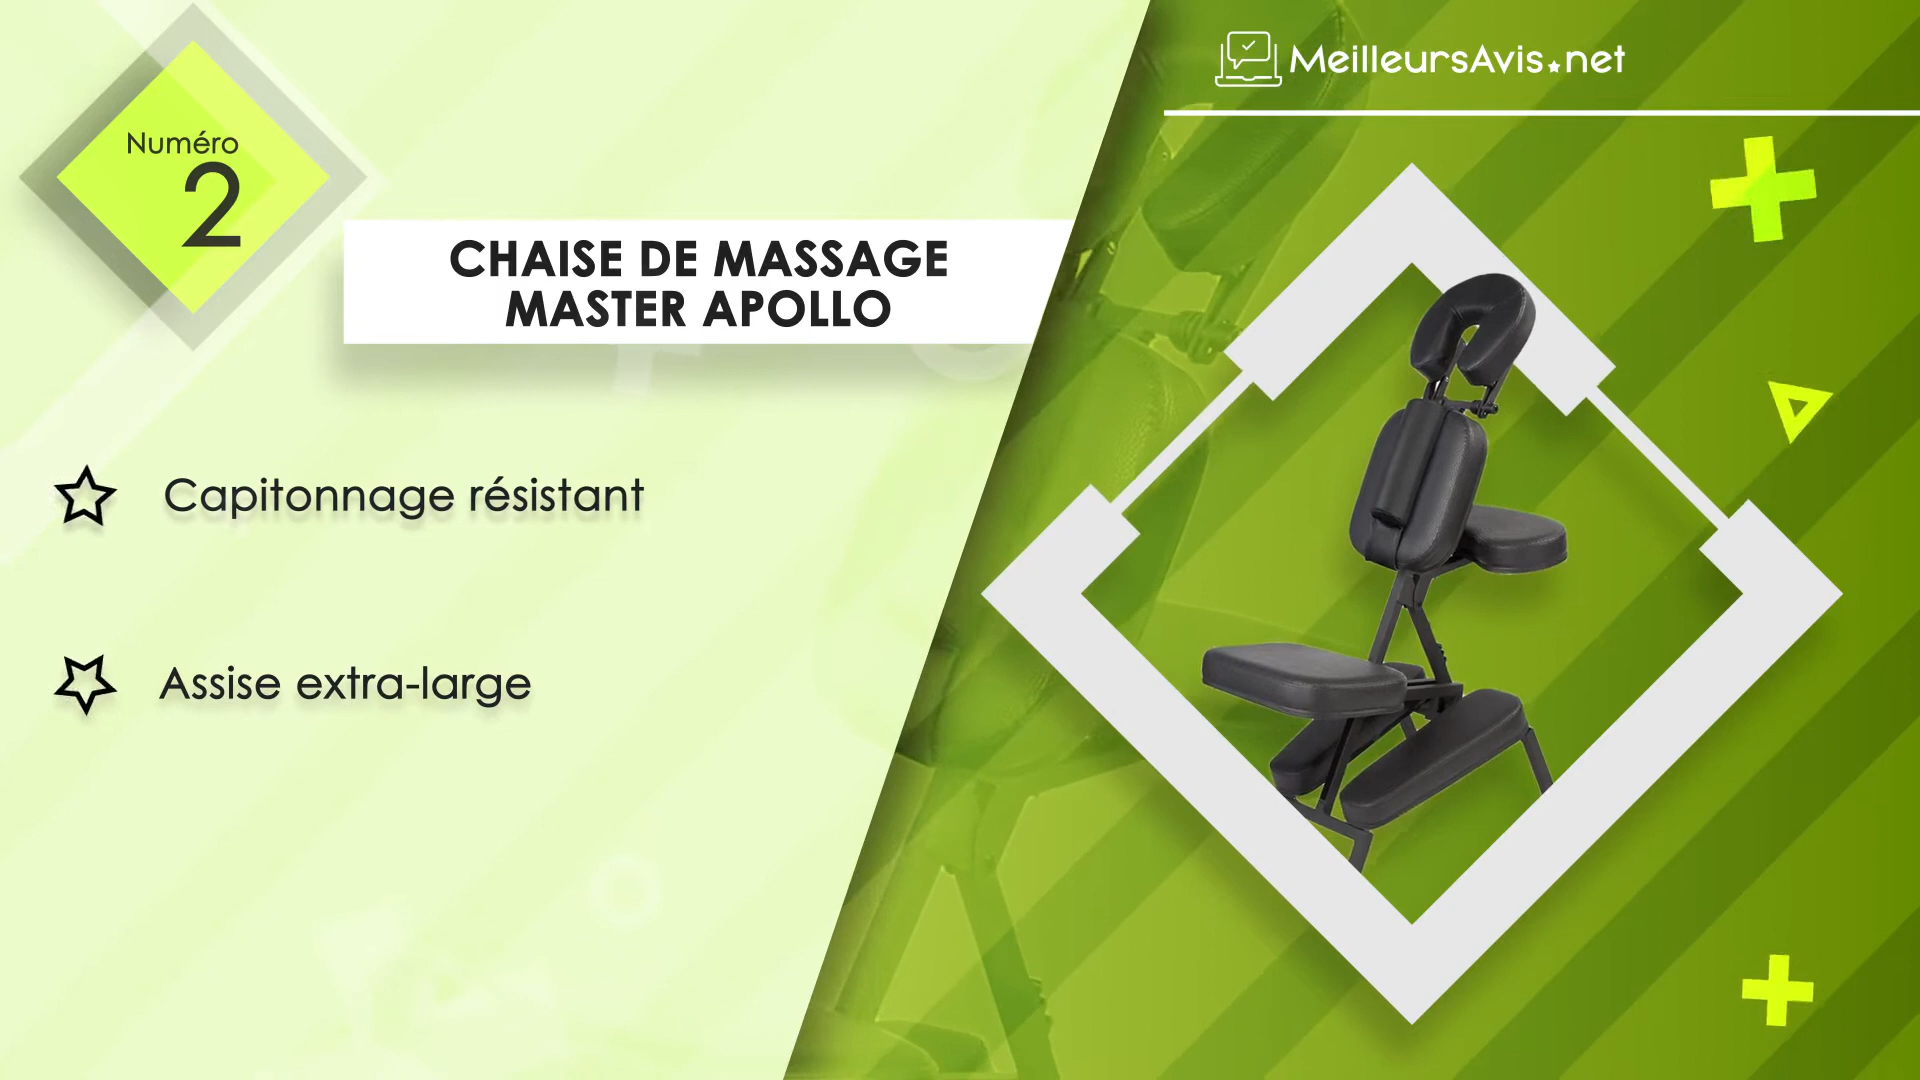 MeilleursAvis.net
Numéro
2
CHAISE DE MASSAGE
MASTER APOLLO
Capitonnage résistant
Assise extra-large